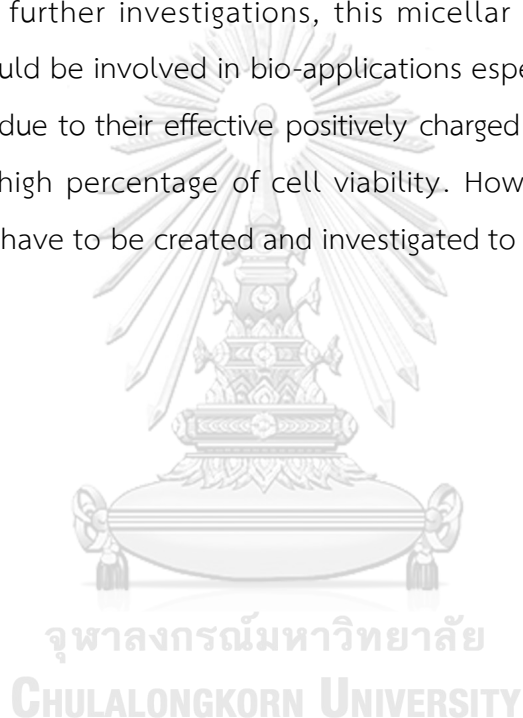 further investigations, this micellar
uld be involved in bio-applications espe
due to their effective positively charged
high percentage of cell viability. How
have to be created and investigated to
จุฬาลงกรณ์มหาวิทยาลัย
CHULALONGKORN UNIVERSITY